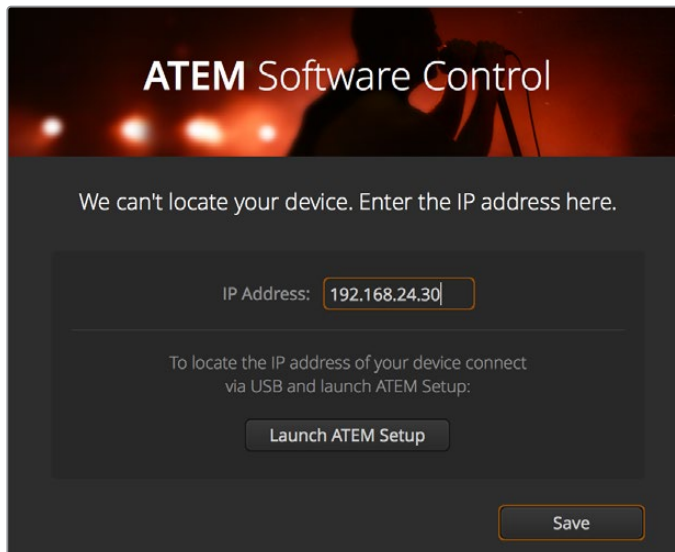 ATEM Software Control
We can't locate your device. Enter the IP address here.
IP Address: 192.168.24.30
To locate the IP address of your device connect
via USB and launch ATEM Setup:
Launch ATEM Setup
Save